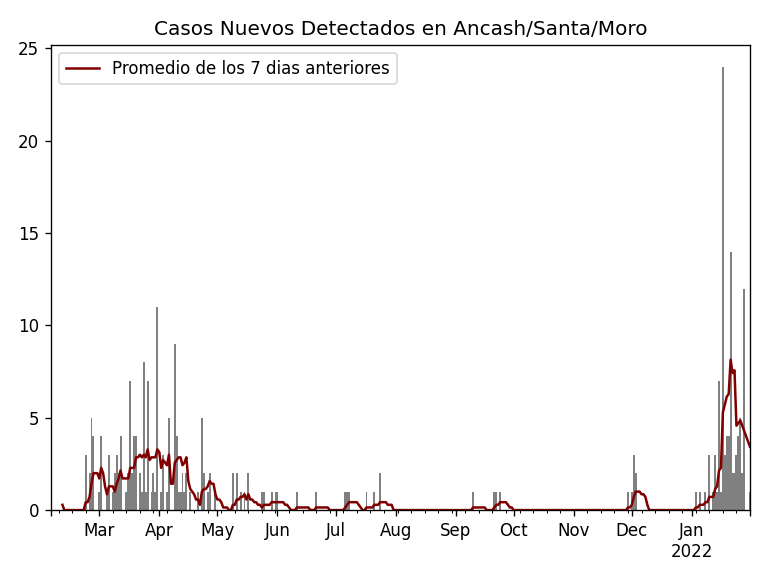 Casos Nuevos Detectados en Ancash/Santa/Moro
Promedio de los 7 dias anteriores
25
20
15
10
5
0
Mar Apr May Jun Jul Aug Sep Oct Nov Dec Jan
2022